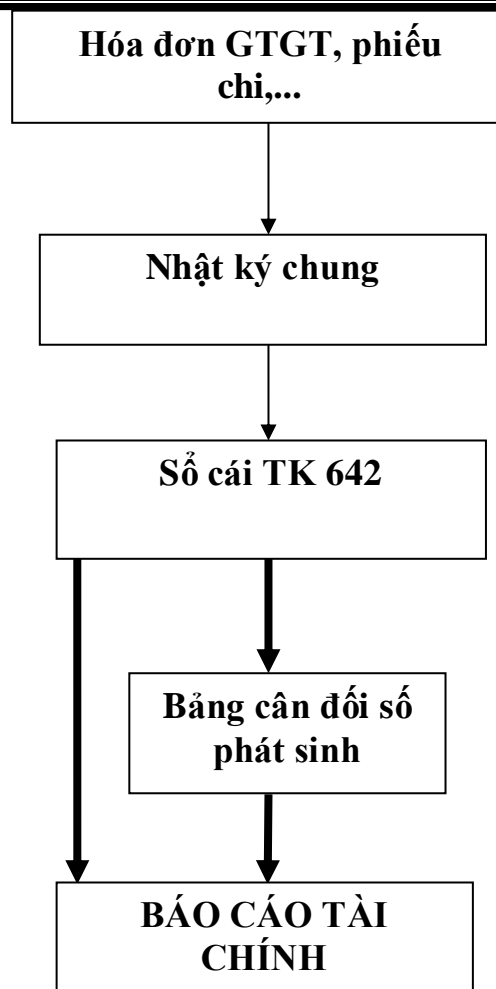 Hóa đơn GTGT, phiếu
chi,...
Nhật ký chung
Sổ cái TK 642
Bảng cân đối số
phát sinh
BÁO CÁO TÀI
CHÍNH